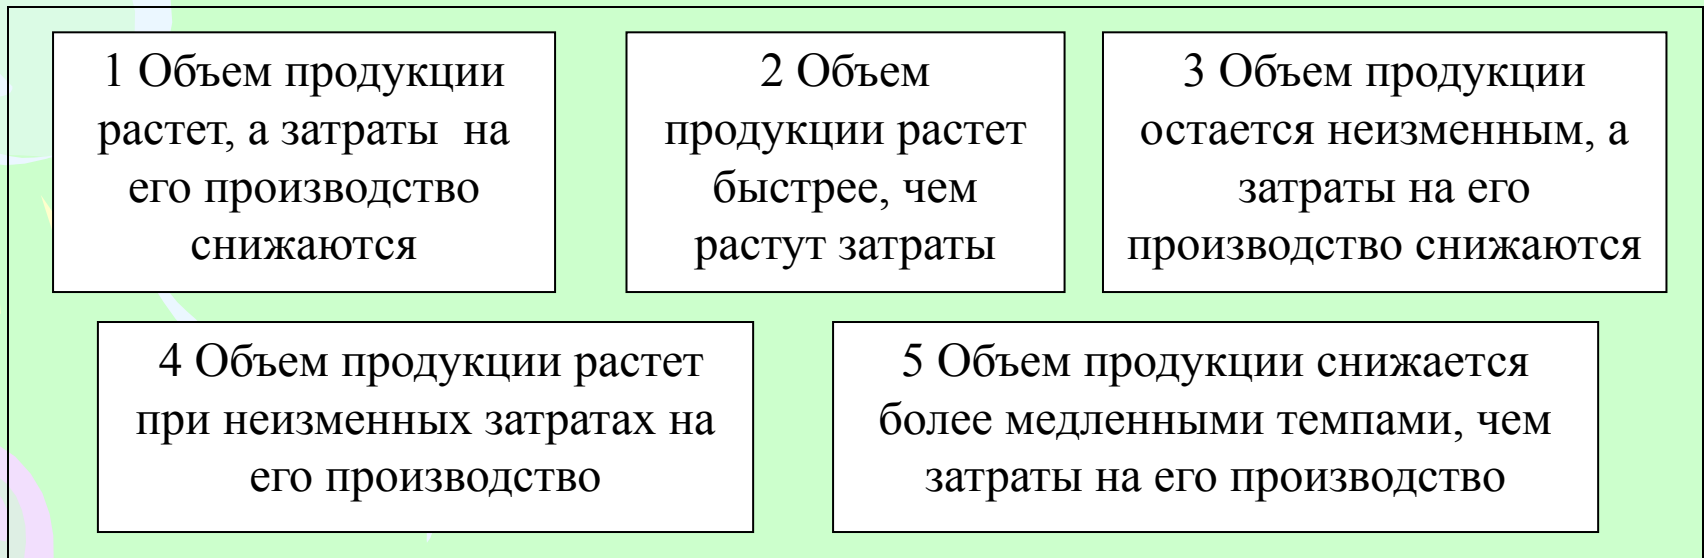 1 Объем продукции
растет, а затраты на
его производство
снижаются
2 Объем
продукции растет
быстрее, чем
растут затраты
3 Объем продукции
остается неизменным, а
затраты на его
производство снижаются
4 Объем продукции растет
при неизменных затратах на
его производство
5 Объем продукции снижается
более медленными темпами, чем
затраты на его производство